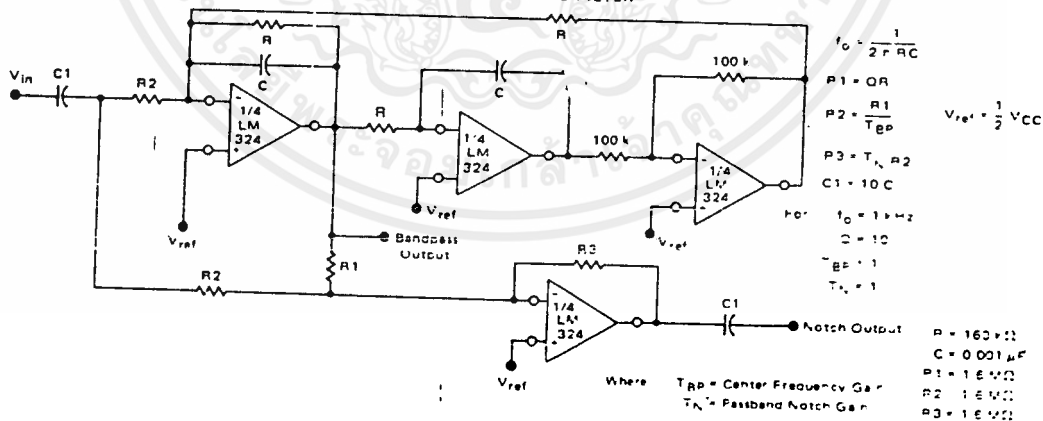 R
R
C
C
100 k
fo = 1 / 2 π RC
Vin
C1
R2
1/4
LM
324
R
1/4
LM
324
100 k
1/4
LM
324
R1 = QR
R2 = R1 / TBP
Vref = 1/2 VCC
R3 = TN R2
C1 = 10 C
Vref
Vref
Vref
Bandpass
Output
For fo = 1 kHz
Q = 10
TBP = 1
TN = 1
R2
R1
R3
1/4
LM
324
C1
Notch Output
Vref
Where TBP = Center Frequency Gain
TN = Passband Notch Gain
R = 160 kΩ
C = 0.001 μF
R1 = 1.6 MΩ
R2 = 1.6 MΩ
R3 = 1.6 MΩ